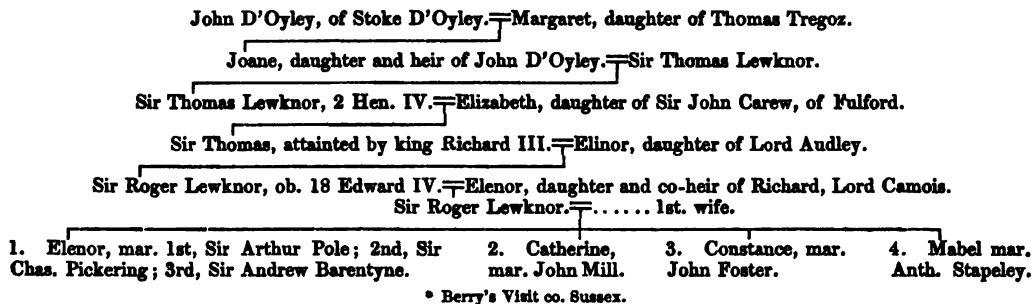 John D'Oyley, of Stoke D'Oyley.=Margaret, daughter of Thomas Tregoz.
Joane, daughter and heir of John D'Oyley.=Sir Thomas Lewknor.
Sir Thomas Lewknor, 2 Hen. IV.=Elizabeth, daughter of Sir John Carew, of Fulford.
Sir Thomas, attainted by king Richard III.=Elinor, daughter of Lord Audley.
Sir Roger Lewknor, ob. 18 Edward IV.=Elenor, daughter and co-heir of Richard, Lord Camois.
Sir Roger Lewknor.=...... 1st. wife.
1. Elenor, mar. 1st, Sir Arthur Pole; 2nd, Sir
Chas. Pickering; 3rd, Sir Andrew Barentyne.
2. Catherine,
mar. John Mill.
3. Constance, mar.
John Foster.
4. Mabel mar.
Anth. Stapeley.
* Berry's Visit co. Sussex.